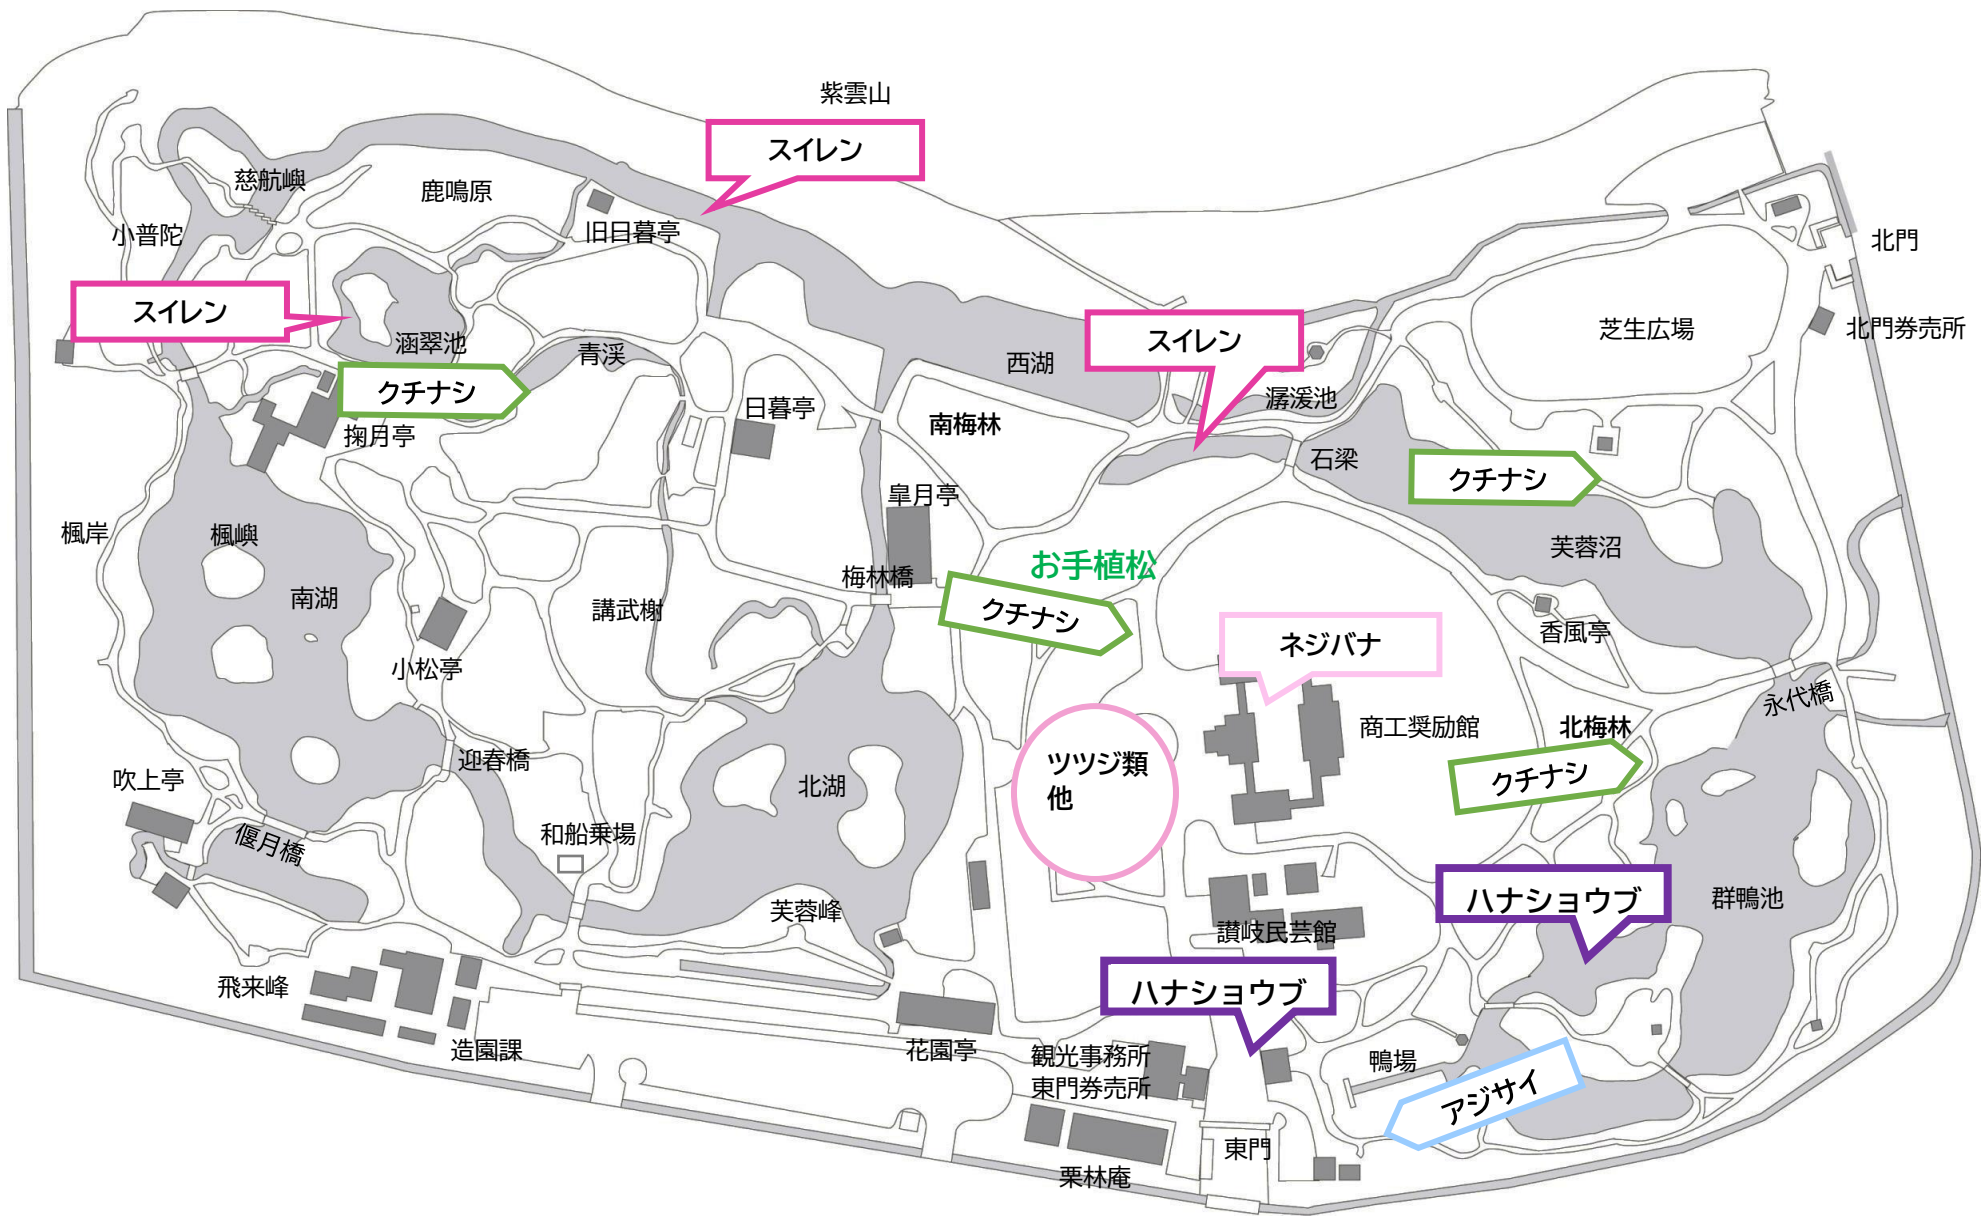 紫雲山
スイレン
慈航嶼
鹿鳴原
小普陀
旧日暮亭
北門
スイレン
涵翠池
青渓
西湖
スイレン
芝生広場
北門券売所
クチナシ
日暮亭
南梅林
潺湲池
掬月亭
石梁
クチナシ
皐月亭
楓岸
楓嶼
お手植松
芙蓉沼
梅林橋
南湖
講武榭
クチナシ
ネジバナ
香風亭
小松亭
永代橋
商工奨励館
北梅林
迎春橋
ツツジ類
他
クチナシ
吹上亭
北湖
偃月橋
和船乗場
芙蓉峰
ハナショウブ
群鴨池
讃岐民芸館
飛来峰
ハナショウブ
造園課
花園亭
観光事務所
東門券売所
鴨場
アジサイ
東門
栗林庵